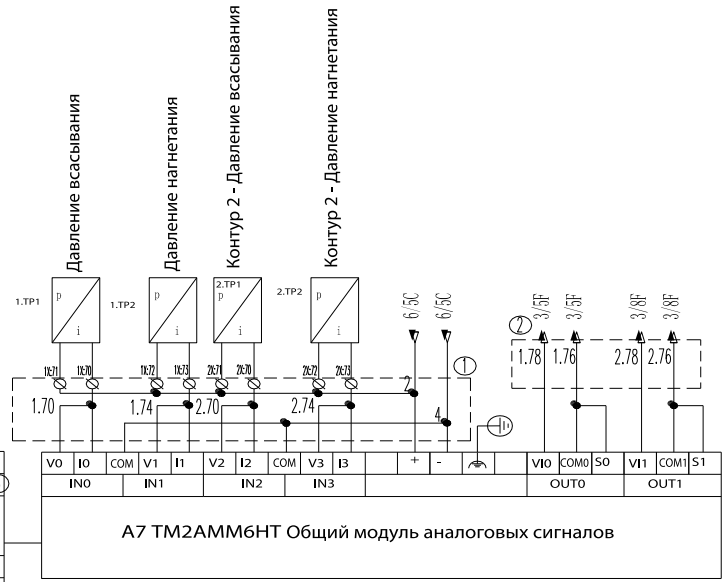 Давление всасывания
Давление нагнетания
Контур 2 - Давление всасывания
Контур 2 - Давление нагнетания
1.TP1 p i
1.TP2 p i
2.TP1 p i
2.TP2 p i
6/5C 6/5C
3/5F 3/5F 3/8F 3/8F
1X:71 1X:70 1X:72 1X:73 2X:71 2X:70 2X:72 2X:73
1
2
1.78 1.76 2.78 2.76
2
1.70 1.74 2.70 2.74
4
V0 I0 COM V1 I1 V2 I2 COM V3 I3 + - VI0 COM0 S0 VI1 COM1 S1
IN0 IN1 IN2 IN3 OUT0 OUT1
A7 TM2AMM6HT Общий модуль аналоговых сигналов